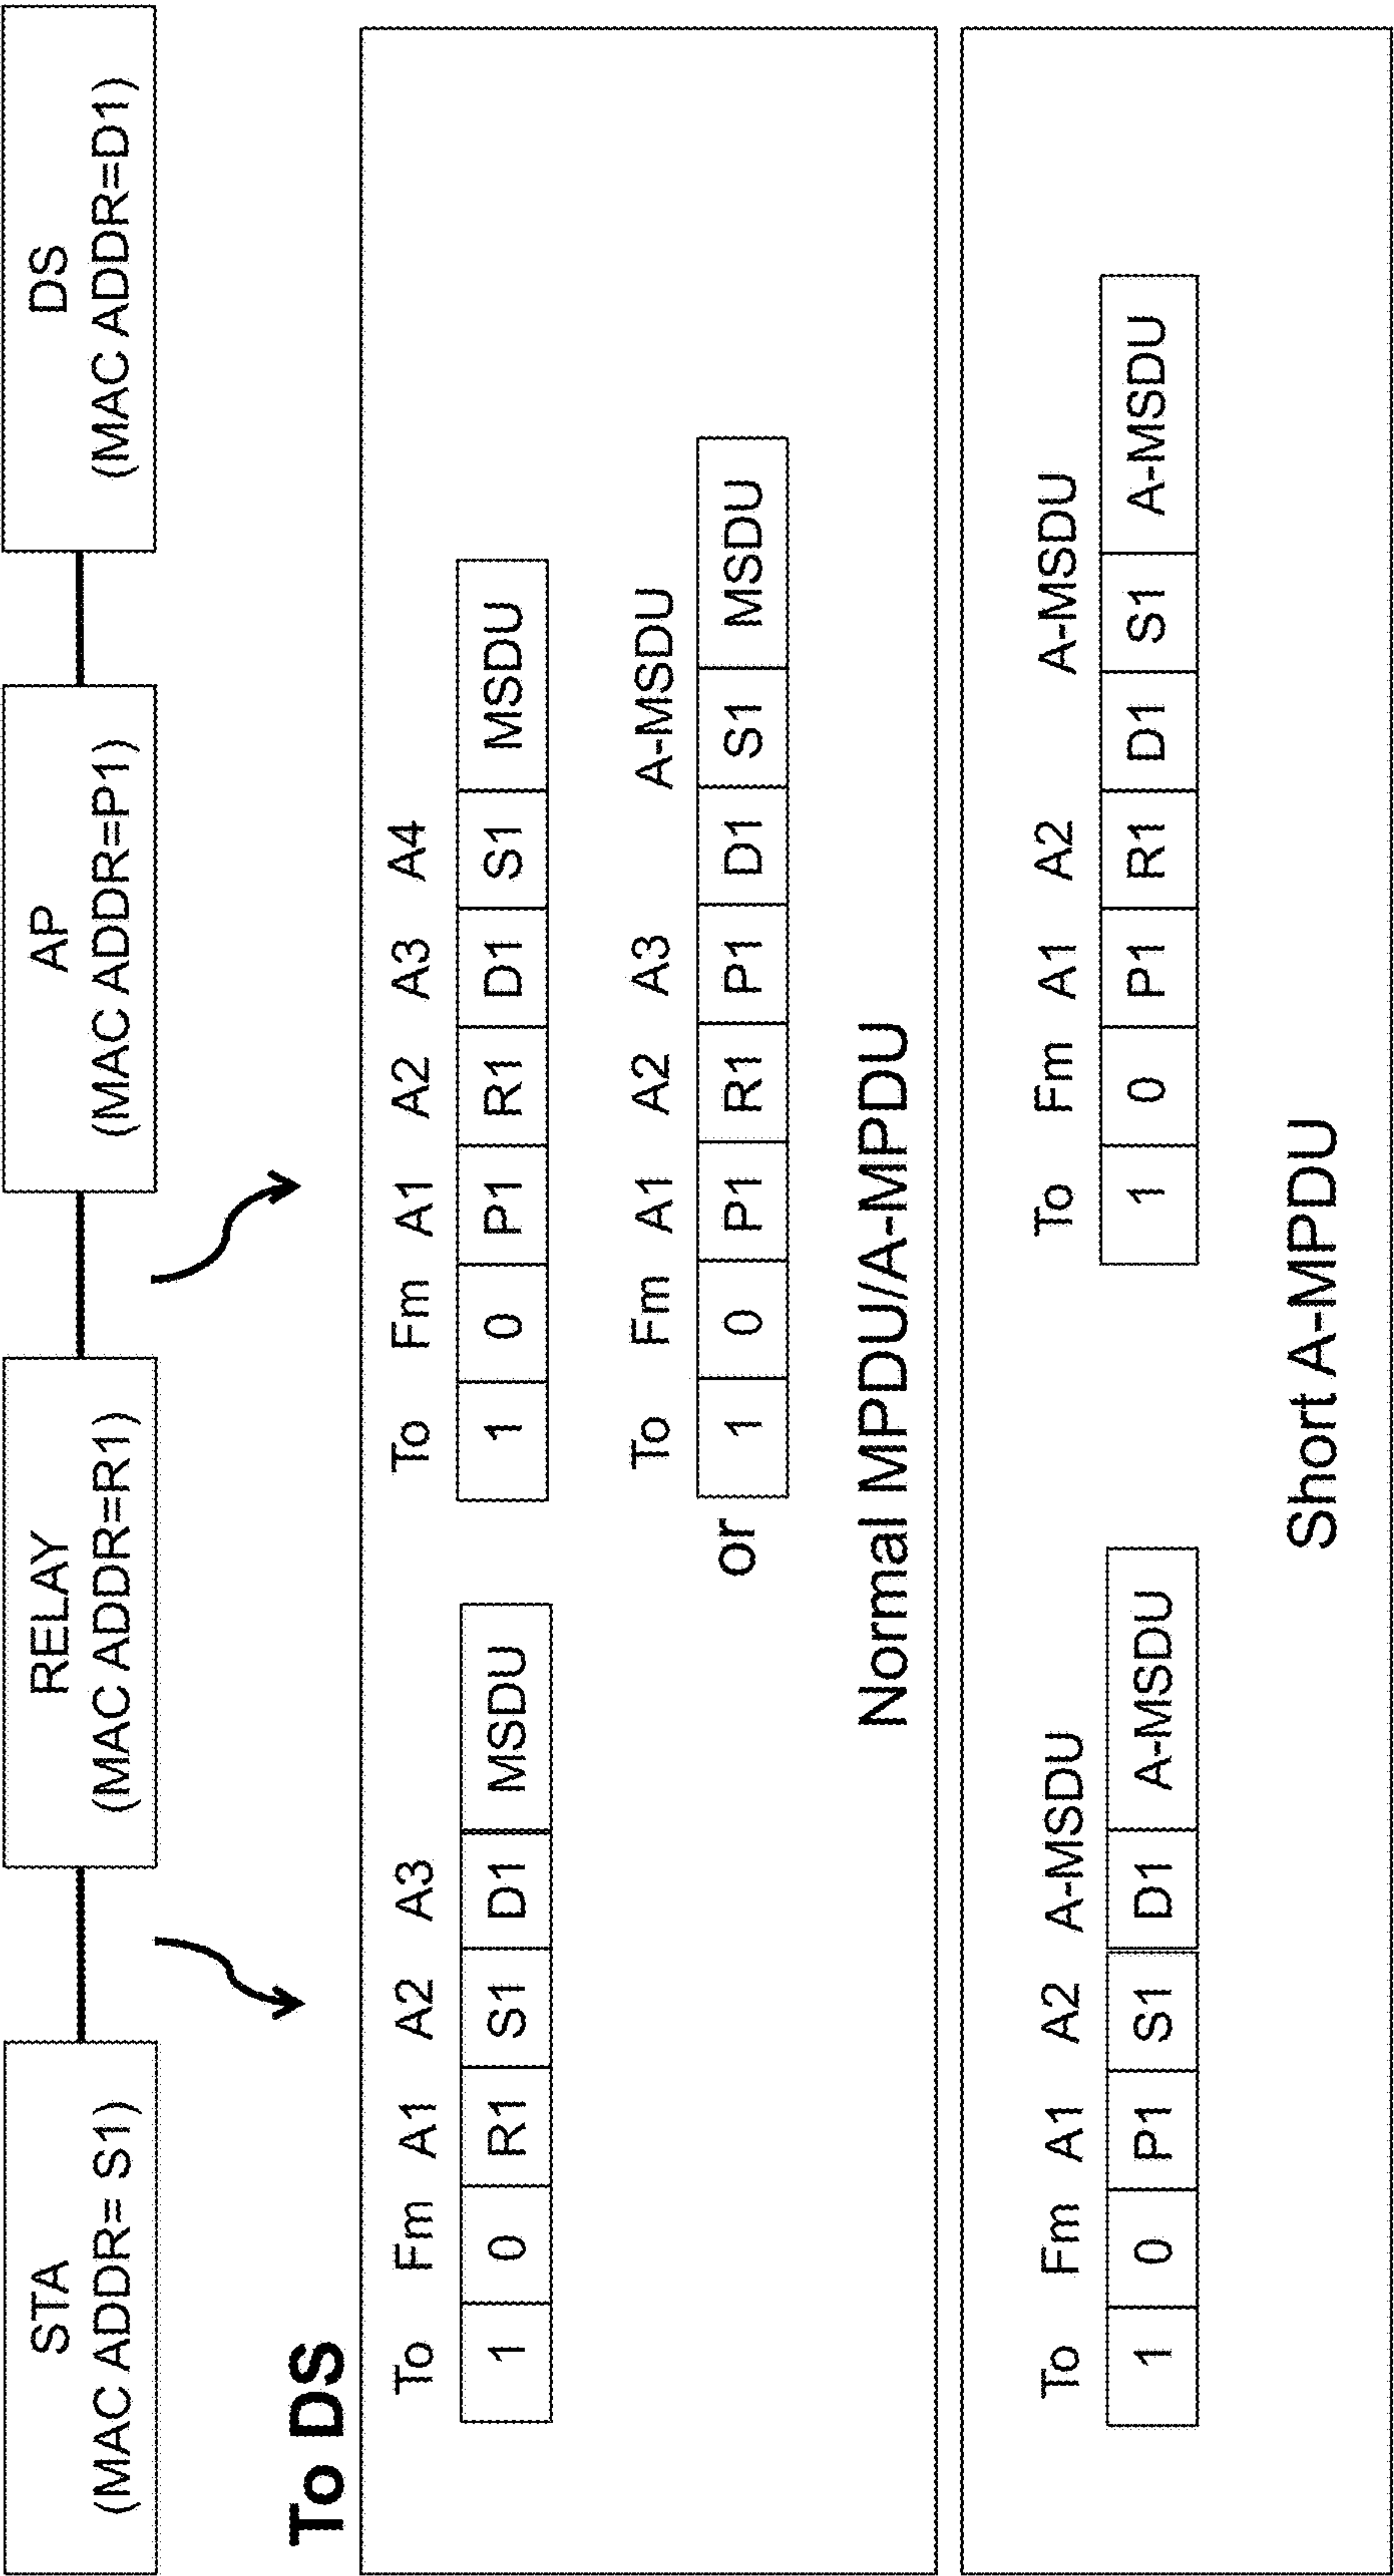 STA
(MAC ADDR= S1)
RELAY
(MAC ADDR=R1)
AP
(MAC ADDR=P1)
DS
(MAC ADDR=D1)
To DS
To Fm A1 A2 A3
1 0 R1 S1 D1 MSDU
To Fm A1 A2 A3 A4
1 0 P1 R1 D1 S1 MSDU
or
To Fm A1 A2 A3 A-MSDU
1 0 P1 R1 P1 D1 S1 MSDU
Normal MPDU/A-MPDU
To Fm A1 A2 A-MSDU
1 0 P1 S1 D1 A-MSDU
To Fm A1 A2 A-MSDU
1 0 P1 R1 D1 S1 A-MSDU
Short A-MPDU